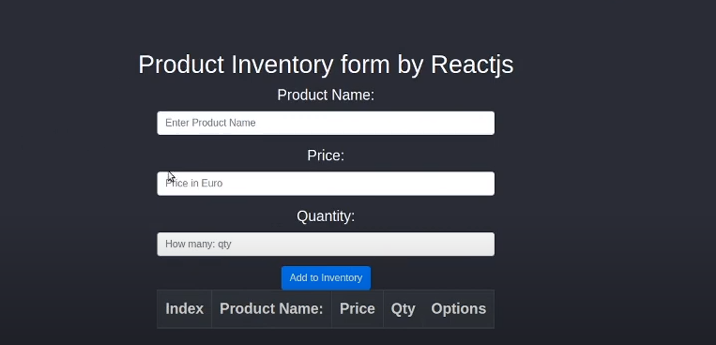 Product Inventory form by Reactjs
Product Name:
Enter Product Name
Price:
Price in Euro
Quantity:
How many: qty
Add to Inventory
Index Product Name: Price Qty Options